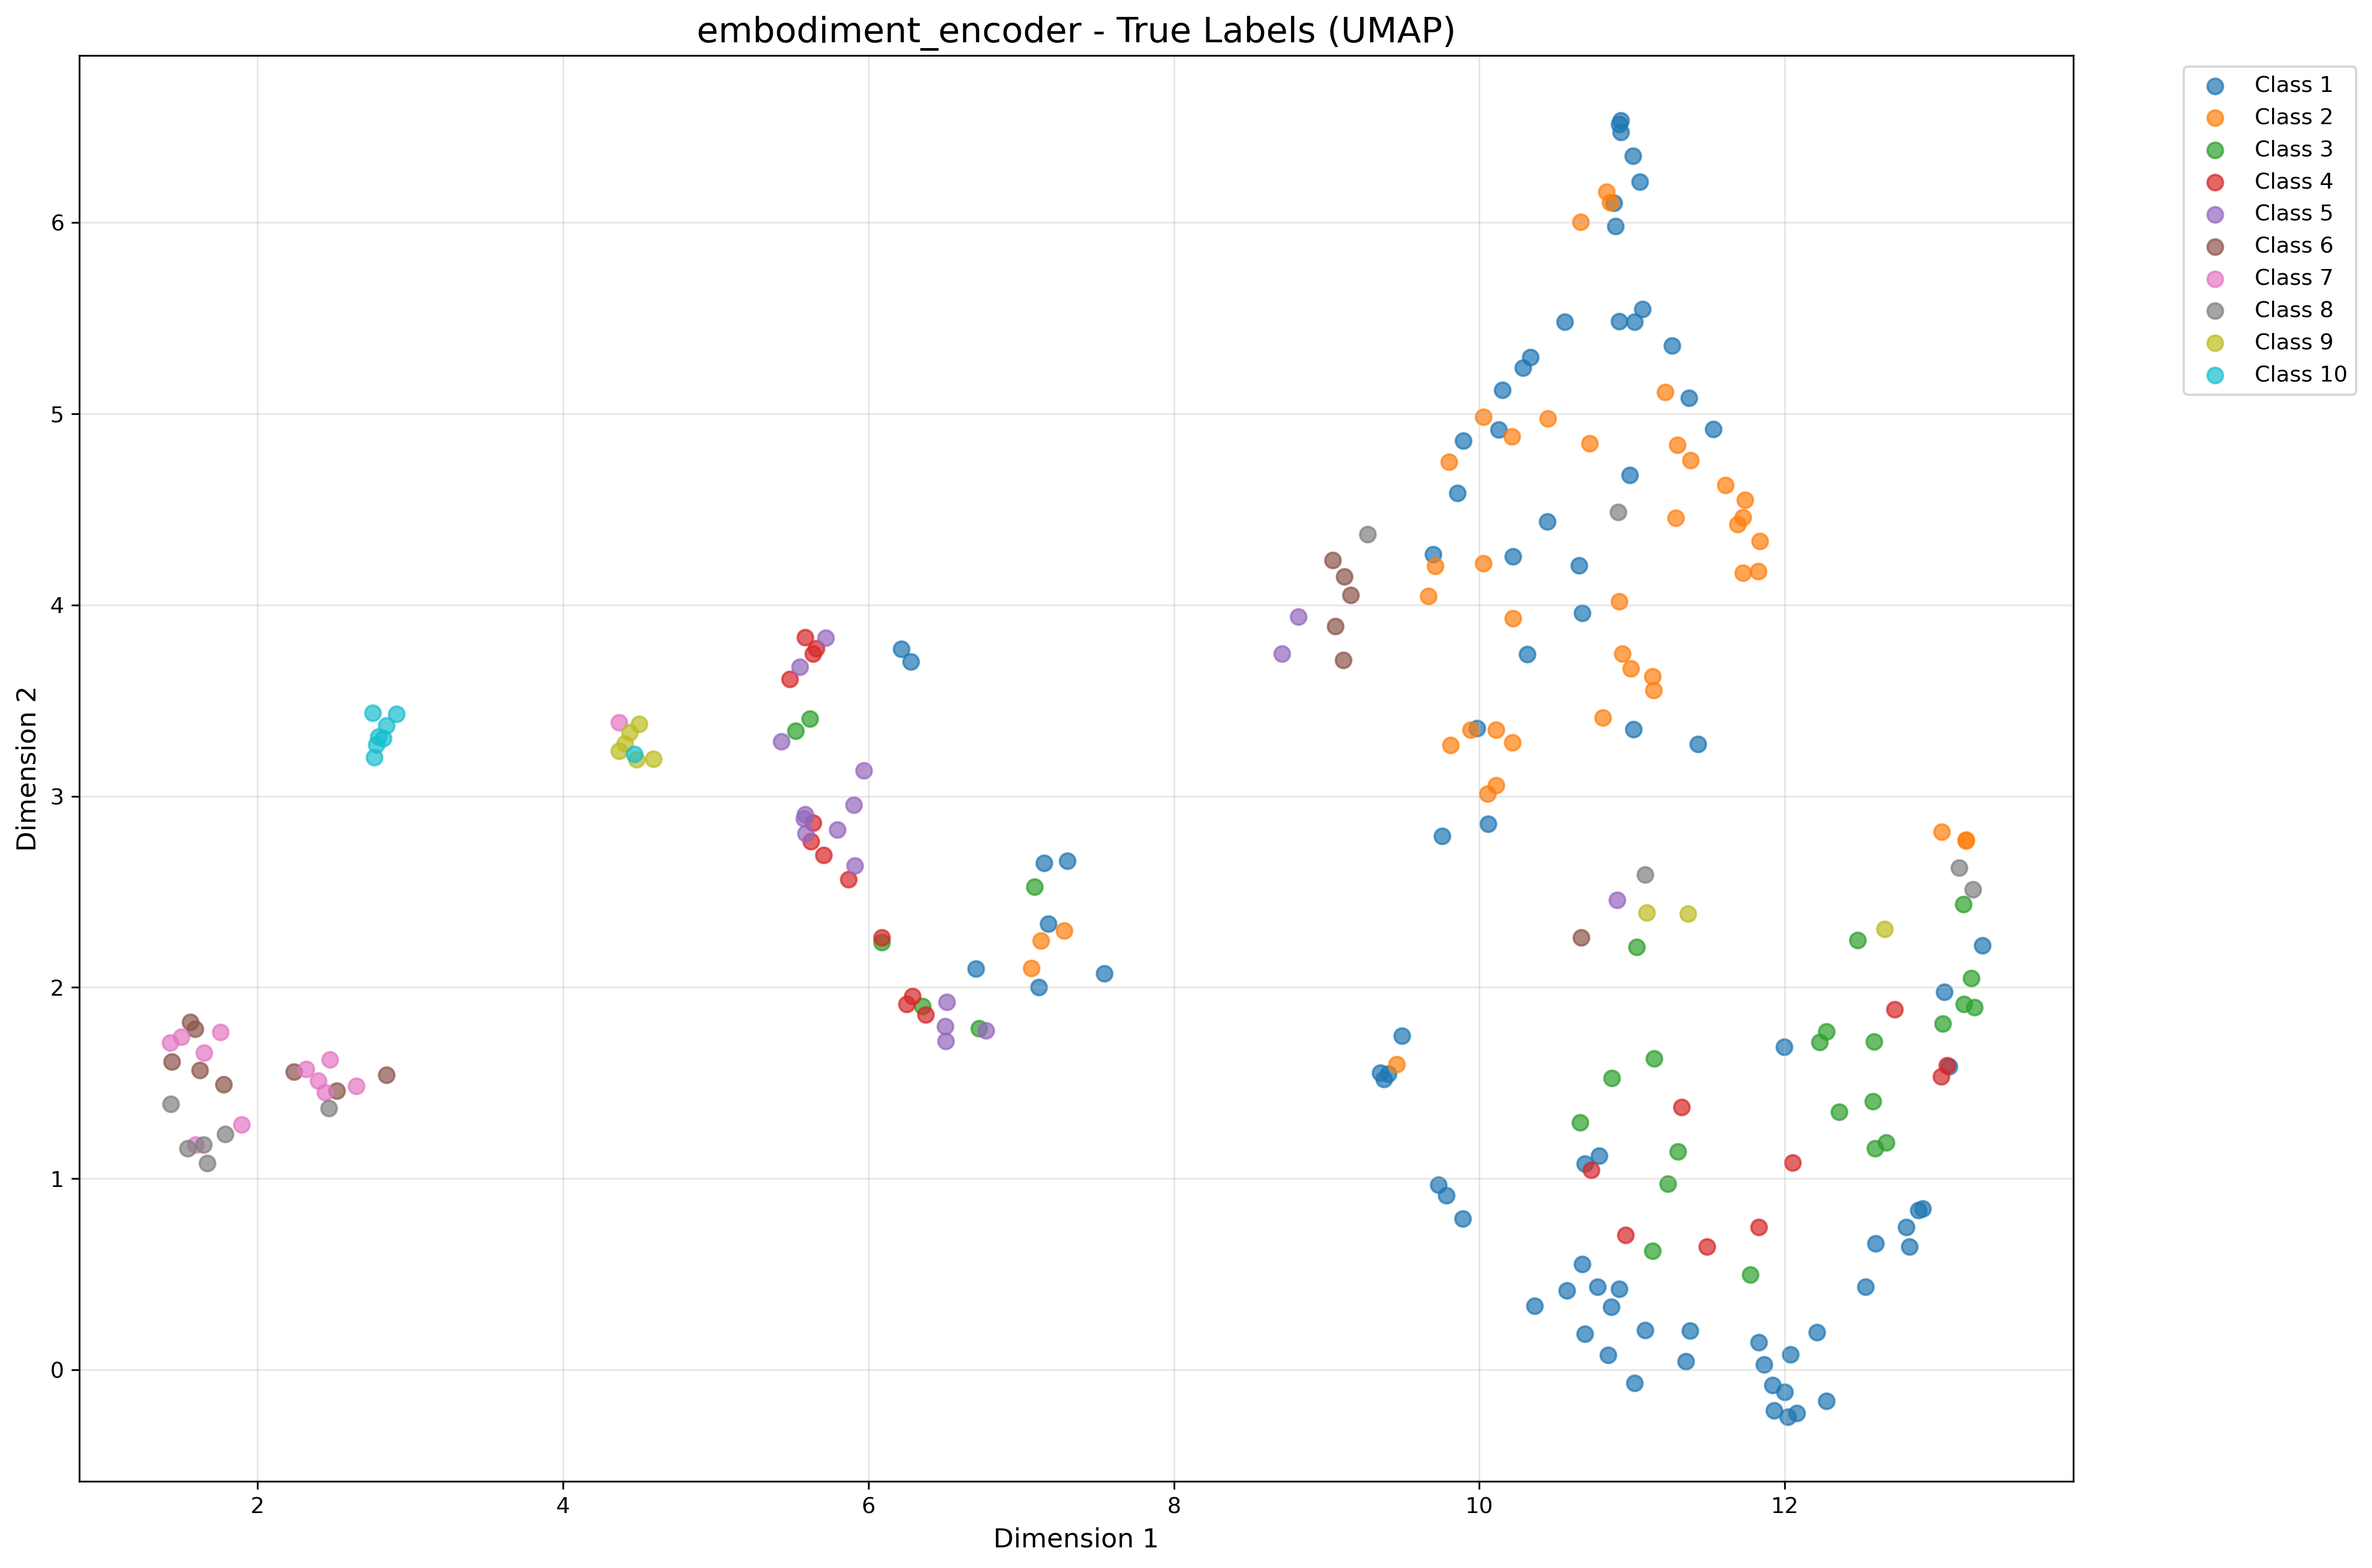 embodiment_encoder - True Labels (UMAP)
Class 1
Class 2
Class 3
Class 4
Class 5
Class 6
Class 7
Class 8
Class 9
Class 10
Dimension 2
6
5
4
3
2
1
0
2 4 6 8 10 12
Dimension 1